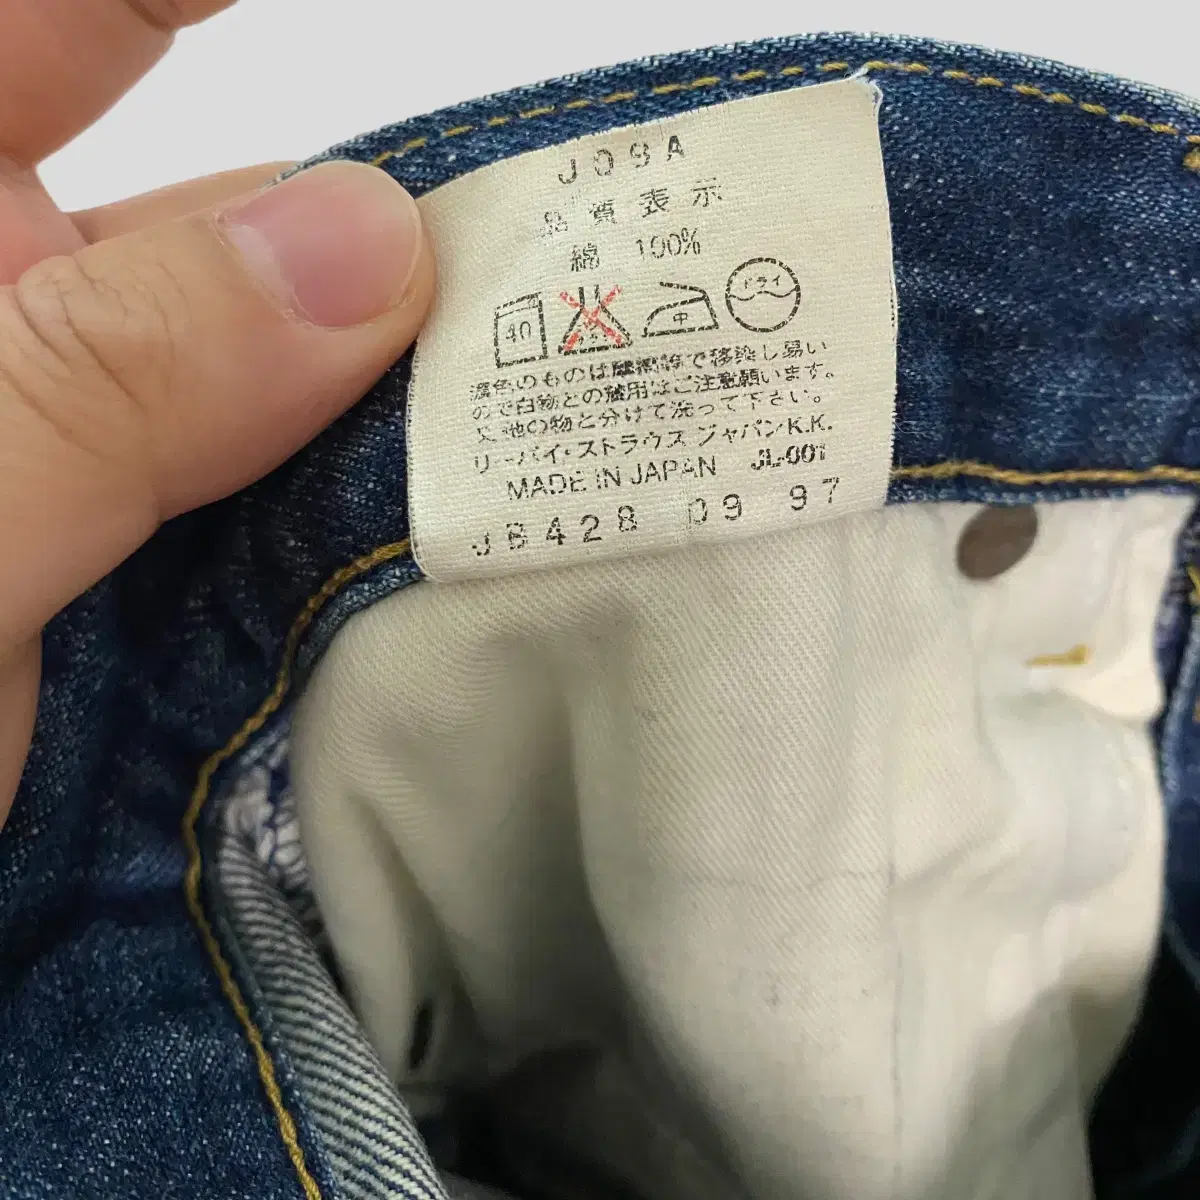 J09A
品質表示
綿 100%
40 中 ドライ
濃色のものは摩擦等で移染し易い
ので白物との着用はご注意願います。
又他の物と分けて洗って下さい。
リーバイ・ストラウス ジャパンK.K.
MADE IN JAPAN JL-001
JB428 09 97